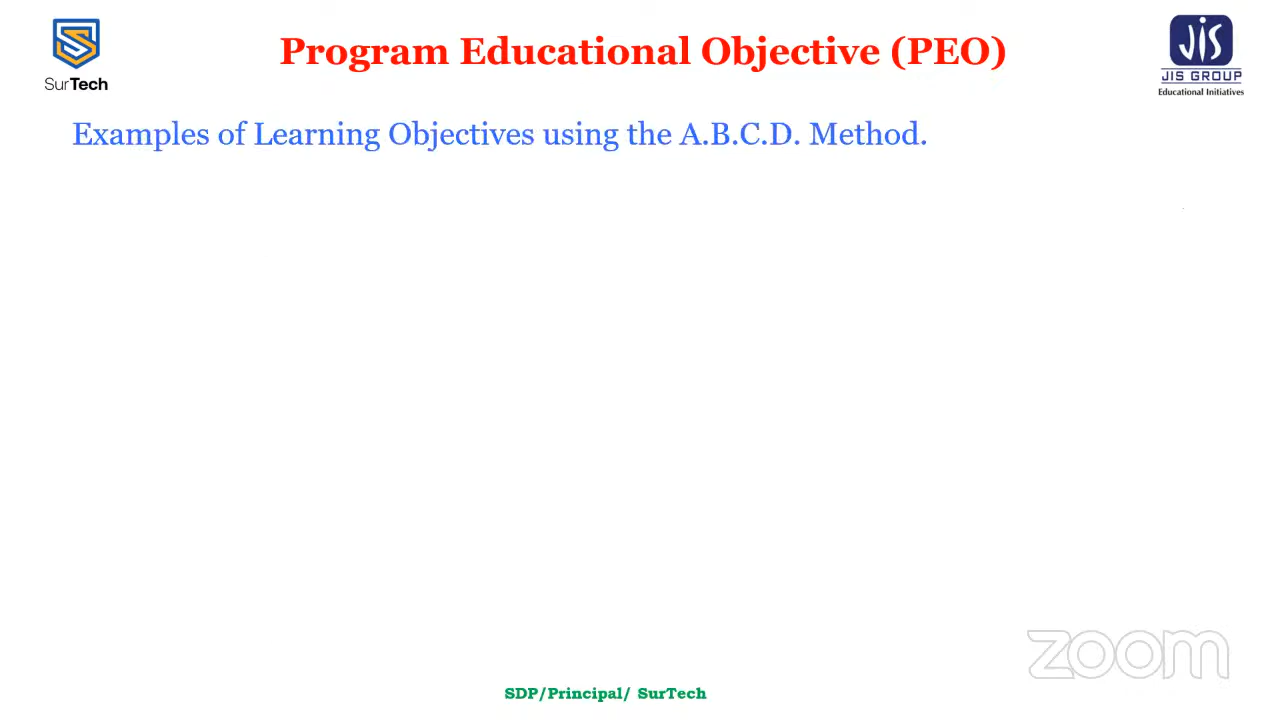 Program Educational Objective (PEO)
SurTech
JIS
JIS GROUP
Educational Initiatives
Examples of Learning Objectives using the A.B.C.D. Method.
zoom
SDP/Principal/ SurTech